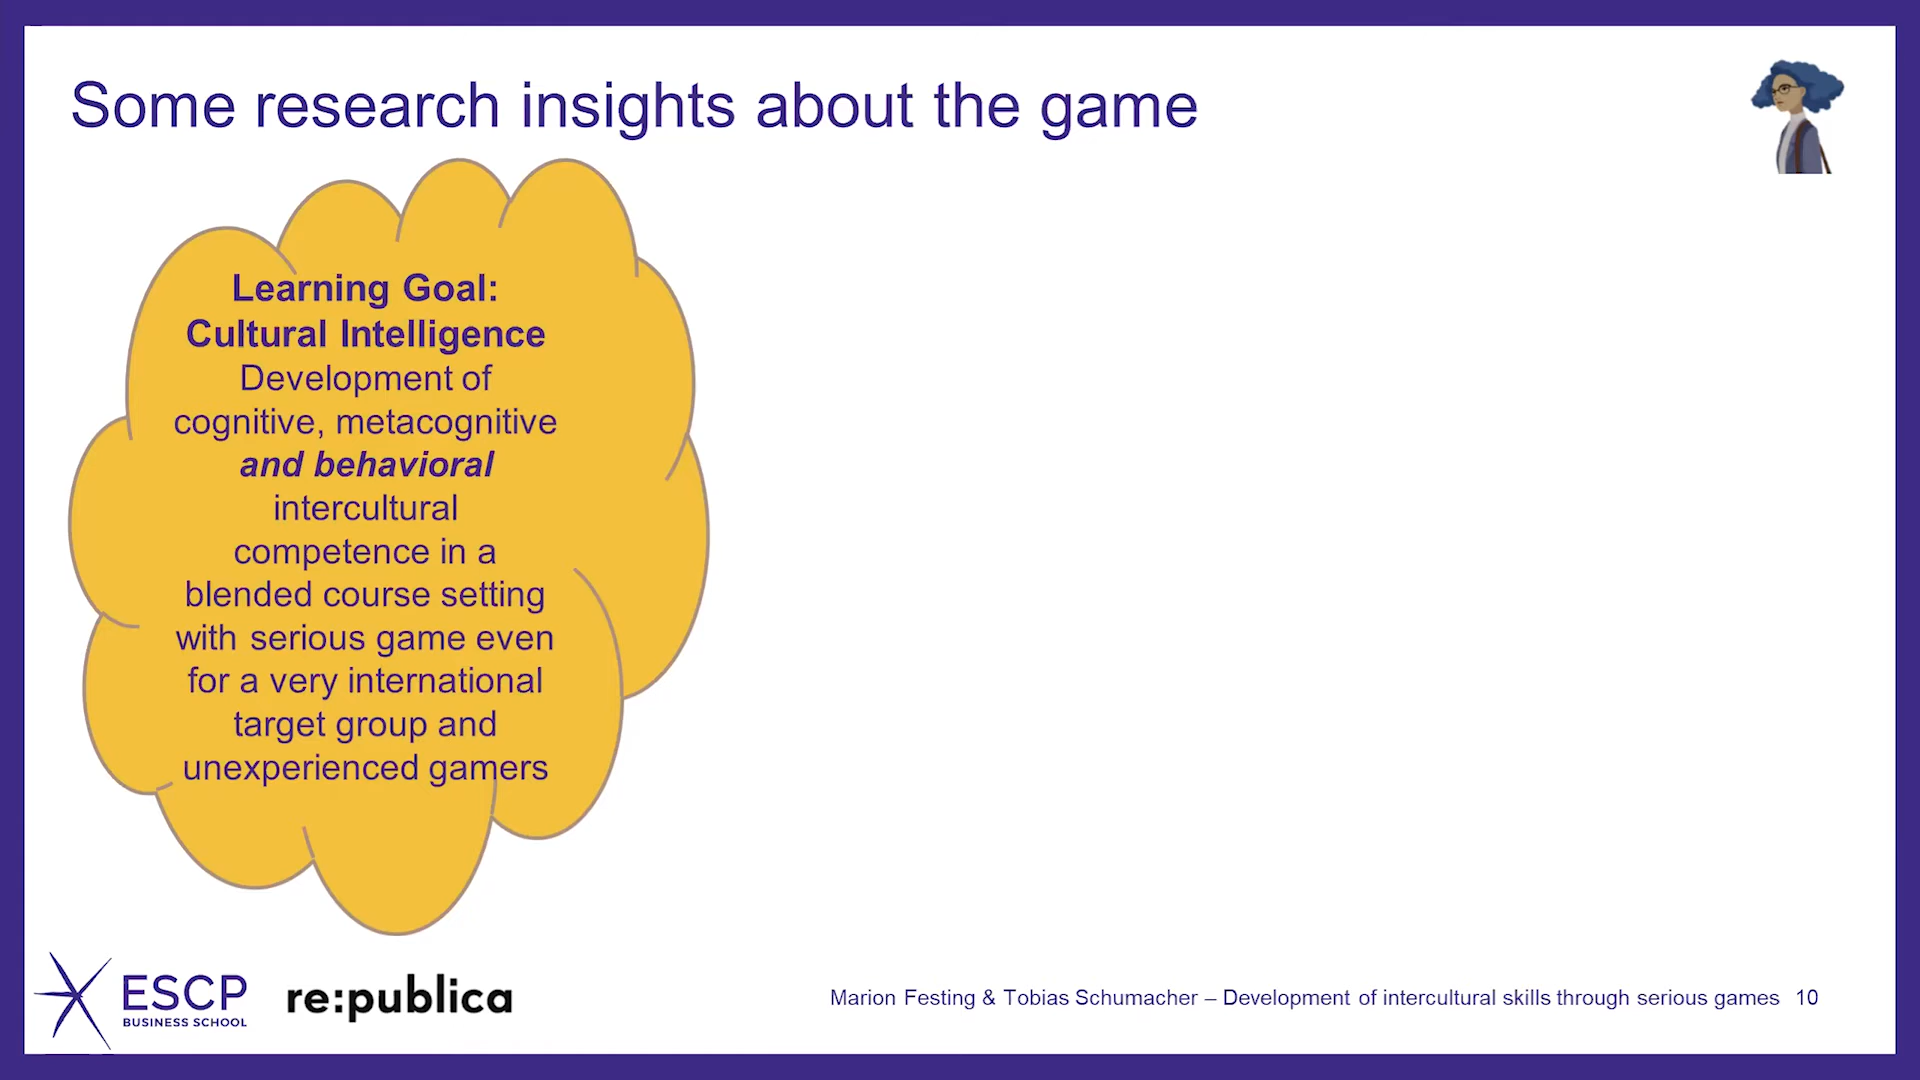 Some research insights about the game
Learning Goal:
Cultural Intelligence
Development of
cognitive, metacognitive
and behavioral
intercultural
competence in a
blended course setting
with serious game even
for a very international
target group and
unexperienced gamers
ESCP
BUSINESS SCHOOL
re:publica
Marion Festing & Tobias Schumacher – Development of intercultural skills through serious games 10